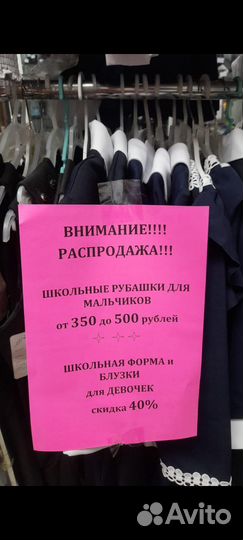 ВНИМАНИЕ!!!!
РАСПРОДАЖА!!!
ШКОЛЬНЫЕ РУБАШКИ ДЛЯ
МАЛЬЧИКОВ
от 350 до 500 рублей
ШКОЛЬНАЯ ФОРМА и
БЛУЗКИ
для ДЕВОЧЕК
скидка 40%
Avito